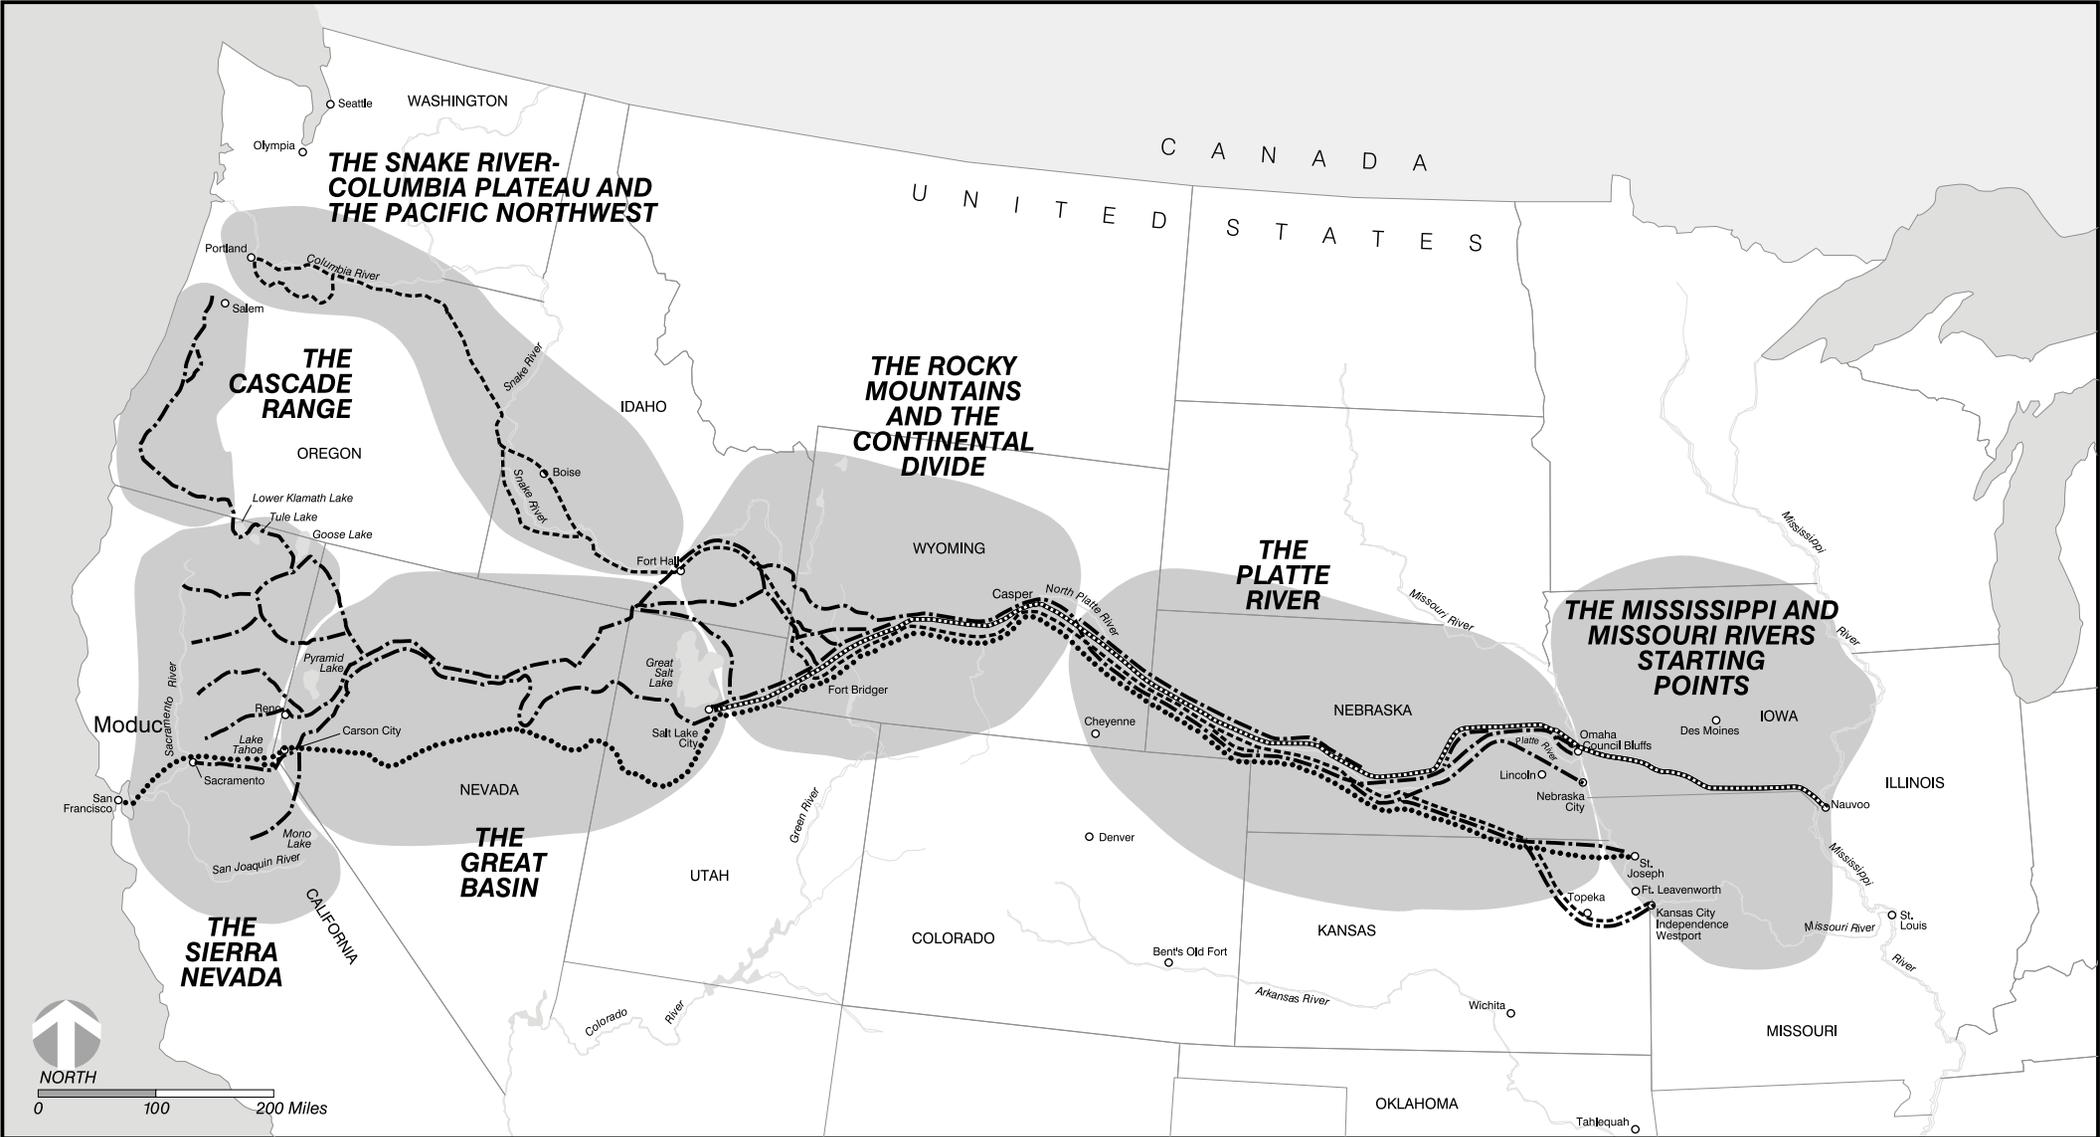 CANADA
UNITED STATES
Seattle
WASHINGTON
Olympia
THE SNAKE RIVER-
COLUMBIA PLATEAU AND
THE PACIFIC NORTHWEST
Portland
Columbia River
Salem
THE
CASCADE
RANGE
Snake River
IDAHO
OREGON
Boise
Snake River
Lower Klamath Lake
Tule Lake
Goose Lake
Fort Hall
THE ROCKY
MOUNTAINS
AND THE
CONTINENTAL
DIVIDE
WYOMING
Casper
North Platte River
THE
PLATTE
RIVER
Missouri River
Mississippi
River
THE MISSISSIPPI AND
MISSOURI RIVERS
STARTING
POINTS
Pyramid
Lake
Great
Salt
Lake
Fort Bridger
Reno
Moduc
Sacramento River
Lake
Tahoe
Carson City
Salt Lake
City
Cheyenne
NEBRASKA
Platte River
Omaha
Council Bluffs
Des Moines
IOWA
Lincoln
Nebraska
City
ILLINOIS
Nauvoo
Sacramento
San
Francisco
NEVADA
Mono
Lake
San Joaquin River
THE
GREAT
BASIN
Green River
Denver
UTAH
St.
Joseph
Ft. Leavenworth
Topeka
Kansas City
Independence
Westport
Mississippi
River
St.
Louis
Missouri River
CALIFORNIA
THE
SIERRA
NEVADA
COLORADO
KANSAS
Bent's Old Fort
Arkansas River
Wichita
Colorado River
MISSOURI
OKLAHOMA
Tahlequah
NORTH
0 100 200 Miles